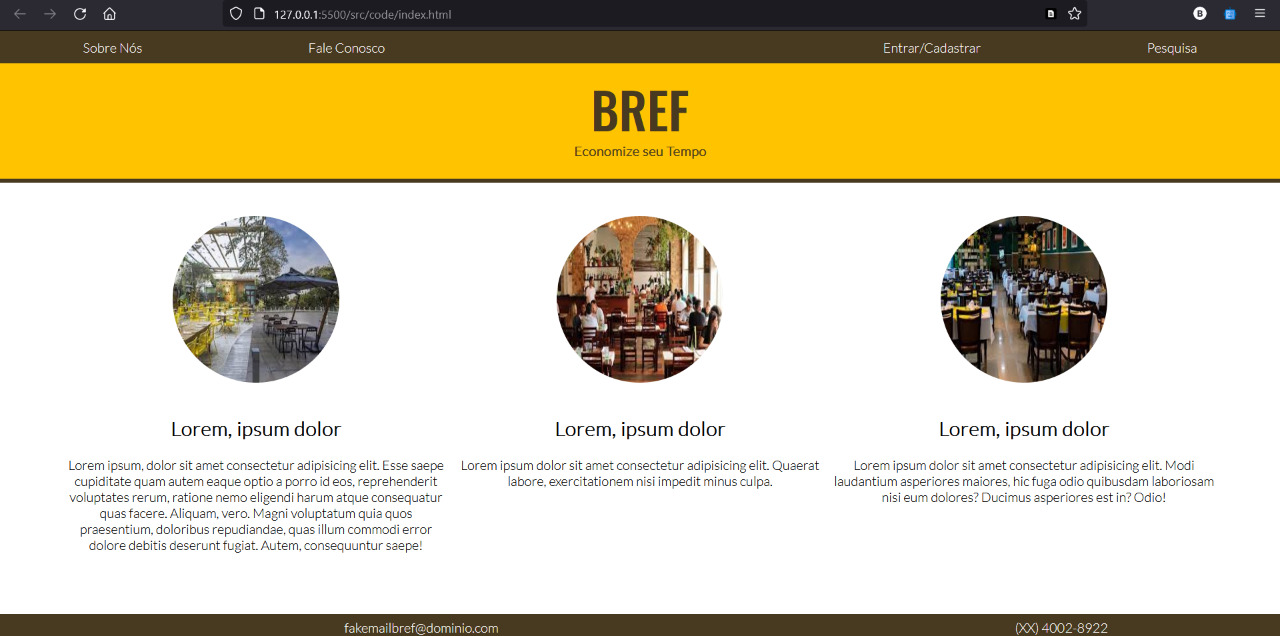 127.0.0.1:5500/src/code/index.html
B
Sobre Nós
Fale Conosco
Entrar/Cadastrar
Pesquisa
BREF
Economize seu Tempo
Lorem, ipsum dolor
Lorem ipsum, dolor sit amet consectetur adipisicing elit. Esse saepe
cupiditate quam autem eaque optio a porro id eos, reprehenderit
voluptates rerum, ratione nemo eligendi harum atque consequatur
quas facere. Aliquam, vero. Magni voluptatum quia quos
praesentium, doloribus repudiandae, quas illum commodi error
dolore debitis deserunt fugiat. Autem, consequuntur saepe!
Lorem, ipsum dolor
Lorem ipsum dolor sit amet consectetur adipisicing elit. Quaerat
labore, exercitationem nisi impedit minus culpa.
Lorem, ipsum dolor
Lorem ipsum dolor sit amet consectetur adipisicing elit. Modi
laudantium asperiores maiores, hic fuga odio quibusdam laboriosam
nisi eum dolores? Ducimus asperiores est in? Odio!
fakemailbref@dominio.com
(XX) 4002-8922